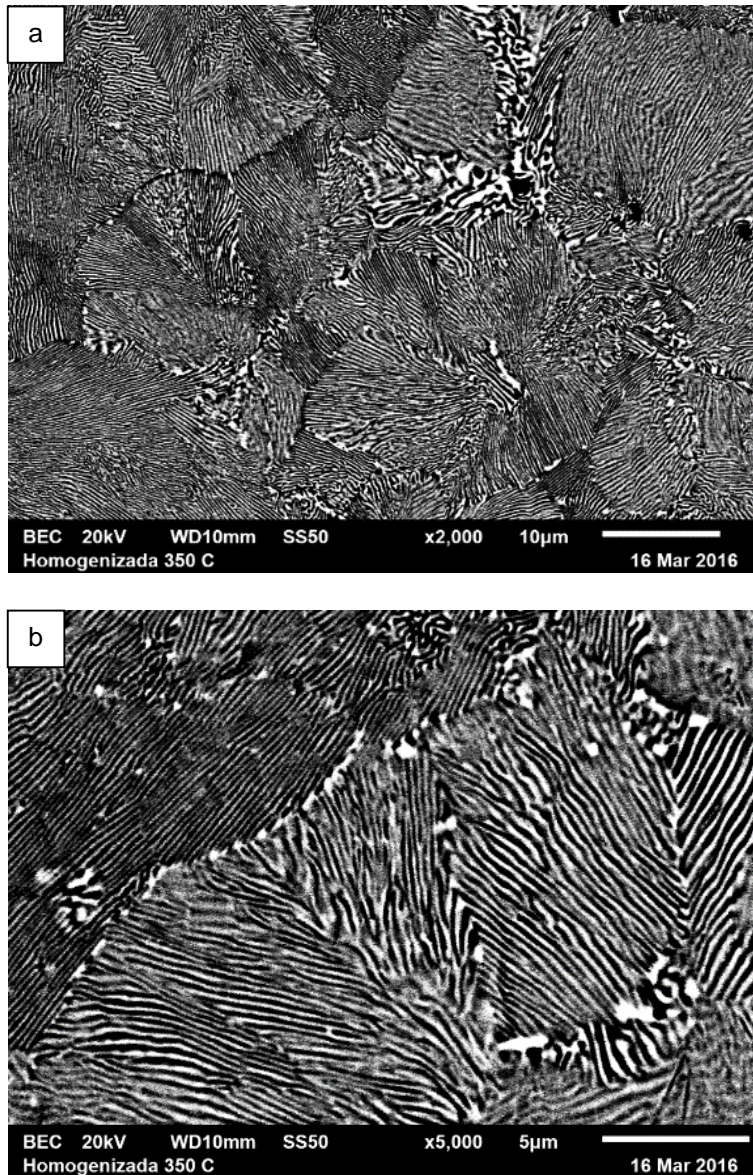 a
BEC 20kV WD10mm SS50 x2,000 10µm
Homogenizada 350 C 16 Mar 2016
b
BEC 20kV WD10mm SS50 x5,000 5µm
Homogenizada 350 C 16 Mar 2016